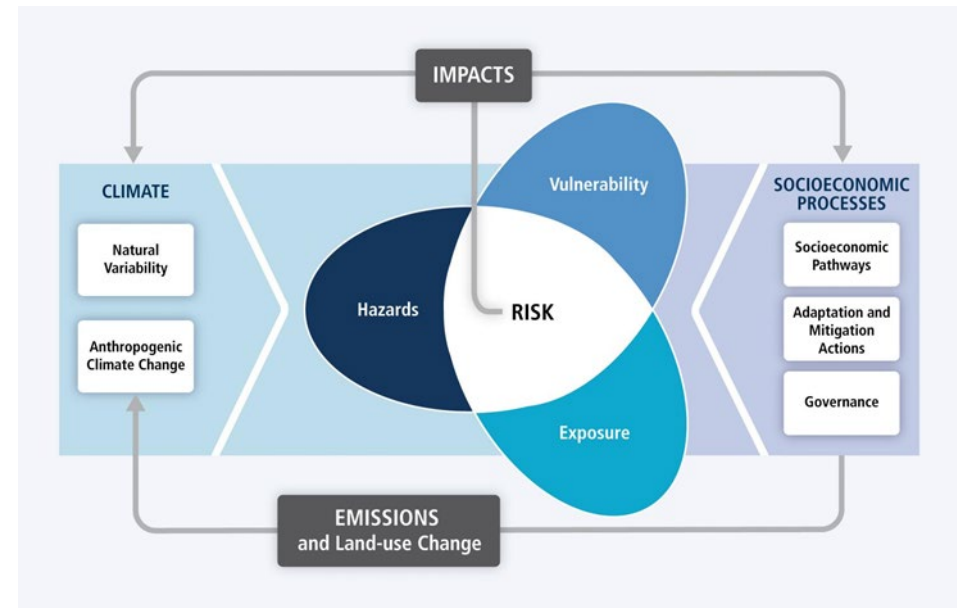 IMPACTS
CLIMATE
Natural
Variability
Anthropogenic
Climate Change
Vulnerability
Hazards
RISK
Exposure
SOCIOECONOMIC
PROCESSES
Socioeconomic
Pathways
Adaptation and
Mitigation
Actions
Governance
EMISSIONS
and Land-use Change